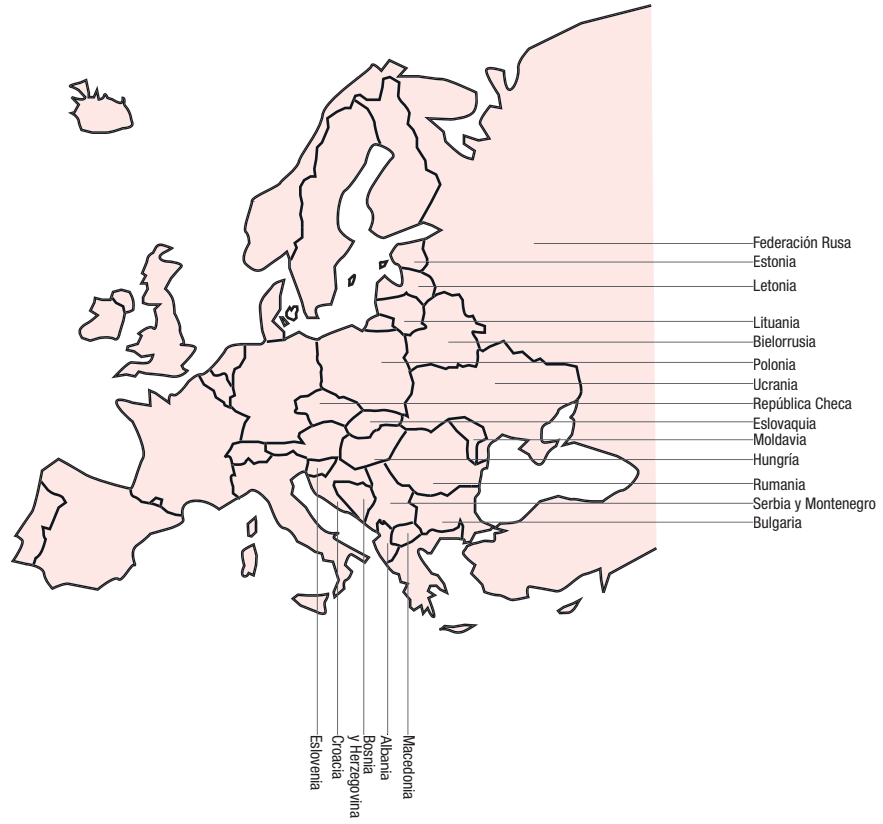 Federación Rusa
Estonia
Letonia
Lituania
Bielorrusia
Polonia
Ucrania
República Checa
Eslovaquia
Moldavia
Hungría
Rumania
Serbia y Montenegro
Bulgaria
Eslovenia
Croacia
Bosnia
y Herzegovina
Albania
Macedonia